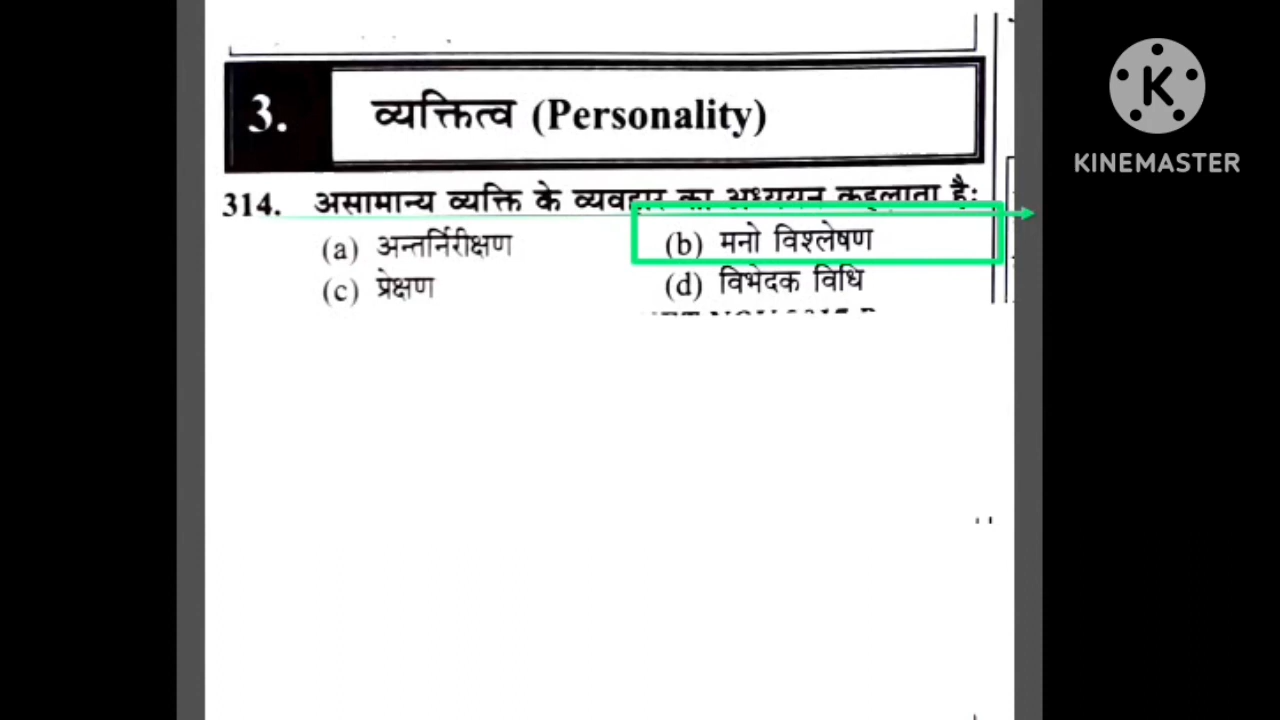 3. व्यक्तित्व (Personality)
314. असामान्य व्यक्ति के व्यवहार का अध्ययन कहलाता है:
(a) अन्तर्निरीक्षण (b) मनो विश्लेषण
(c) प्रेक्षण (d) विभेदक विधि
KINEMASTER